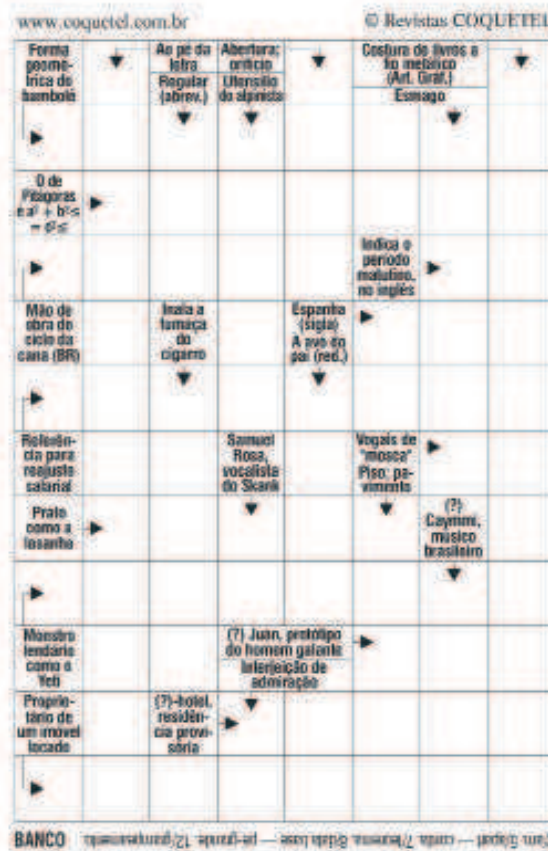 www.coquetel.com.br
© Revistas COQUETEL
Forma
geomé-
trica do
bambolê
Ao pé da
letra
Regular
(abrev.)
Abertura;
orifício
Utensílio
do alpinista
Costura de livros a
fio metálico
(Art. Gráf.)
Esmago
O de
Pitágoras
é a² + b²
Indica o
período
matutino,
no inglês
Mão de
obra do
ciclo da
cana (BR)
Inala a
fumaça
do
cigarro
Espanha
(sigla)
A avó do
pai (red.)
Referên-
cia para
reajuste
salarial
Samuel
Rosa,
vocalista
do Skank
Vogais de
"mosca"
Piso; pa-
vimento
Prato
como a
lasanha
(?)
Caymmi,
músico
brasileiro
Monstro
lendário
como o
Yeti
(?) Juan, protótipo
do homem galante
Interjeição de
admiração
Proprie-
tário de
um imóvel
locado
(?)-hotel,
residên-
cia provi-
sória
BANCO